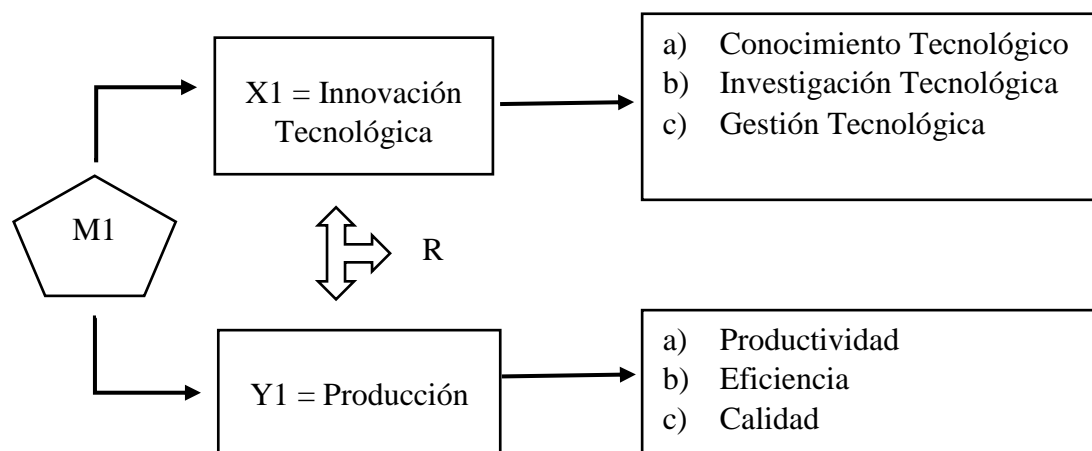 X1 = Innovación
Tecnológica
a) Conocimiento Tecnológico
b) Investigación Tecnológica
c) Gestión Tecnológica
M1
R
Y1 = Producción
a) Productividad
b) Eficiencia
c) Calidad